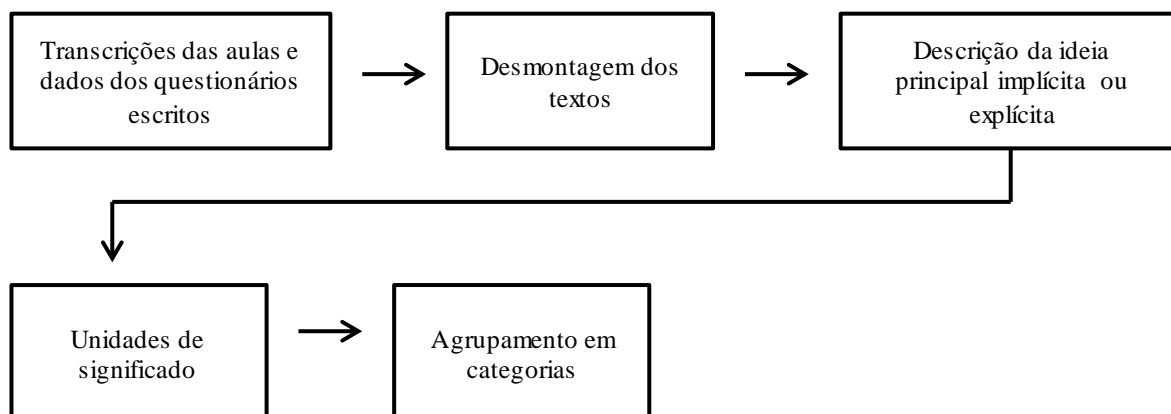 Transcrições das aulas e
dados dos questionários
escritos
Desmontagem dos
textos
Descrição da ideia
principal implícita ou
explícita
Unidades de
significado
Agrupamento em
categorias